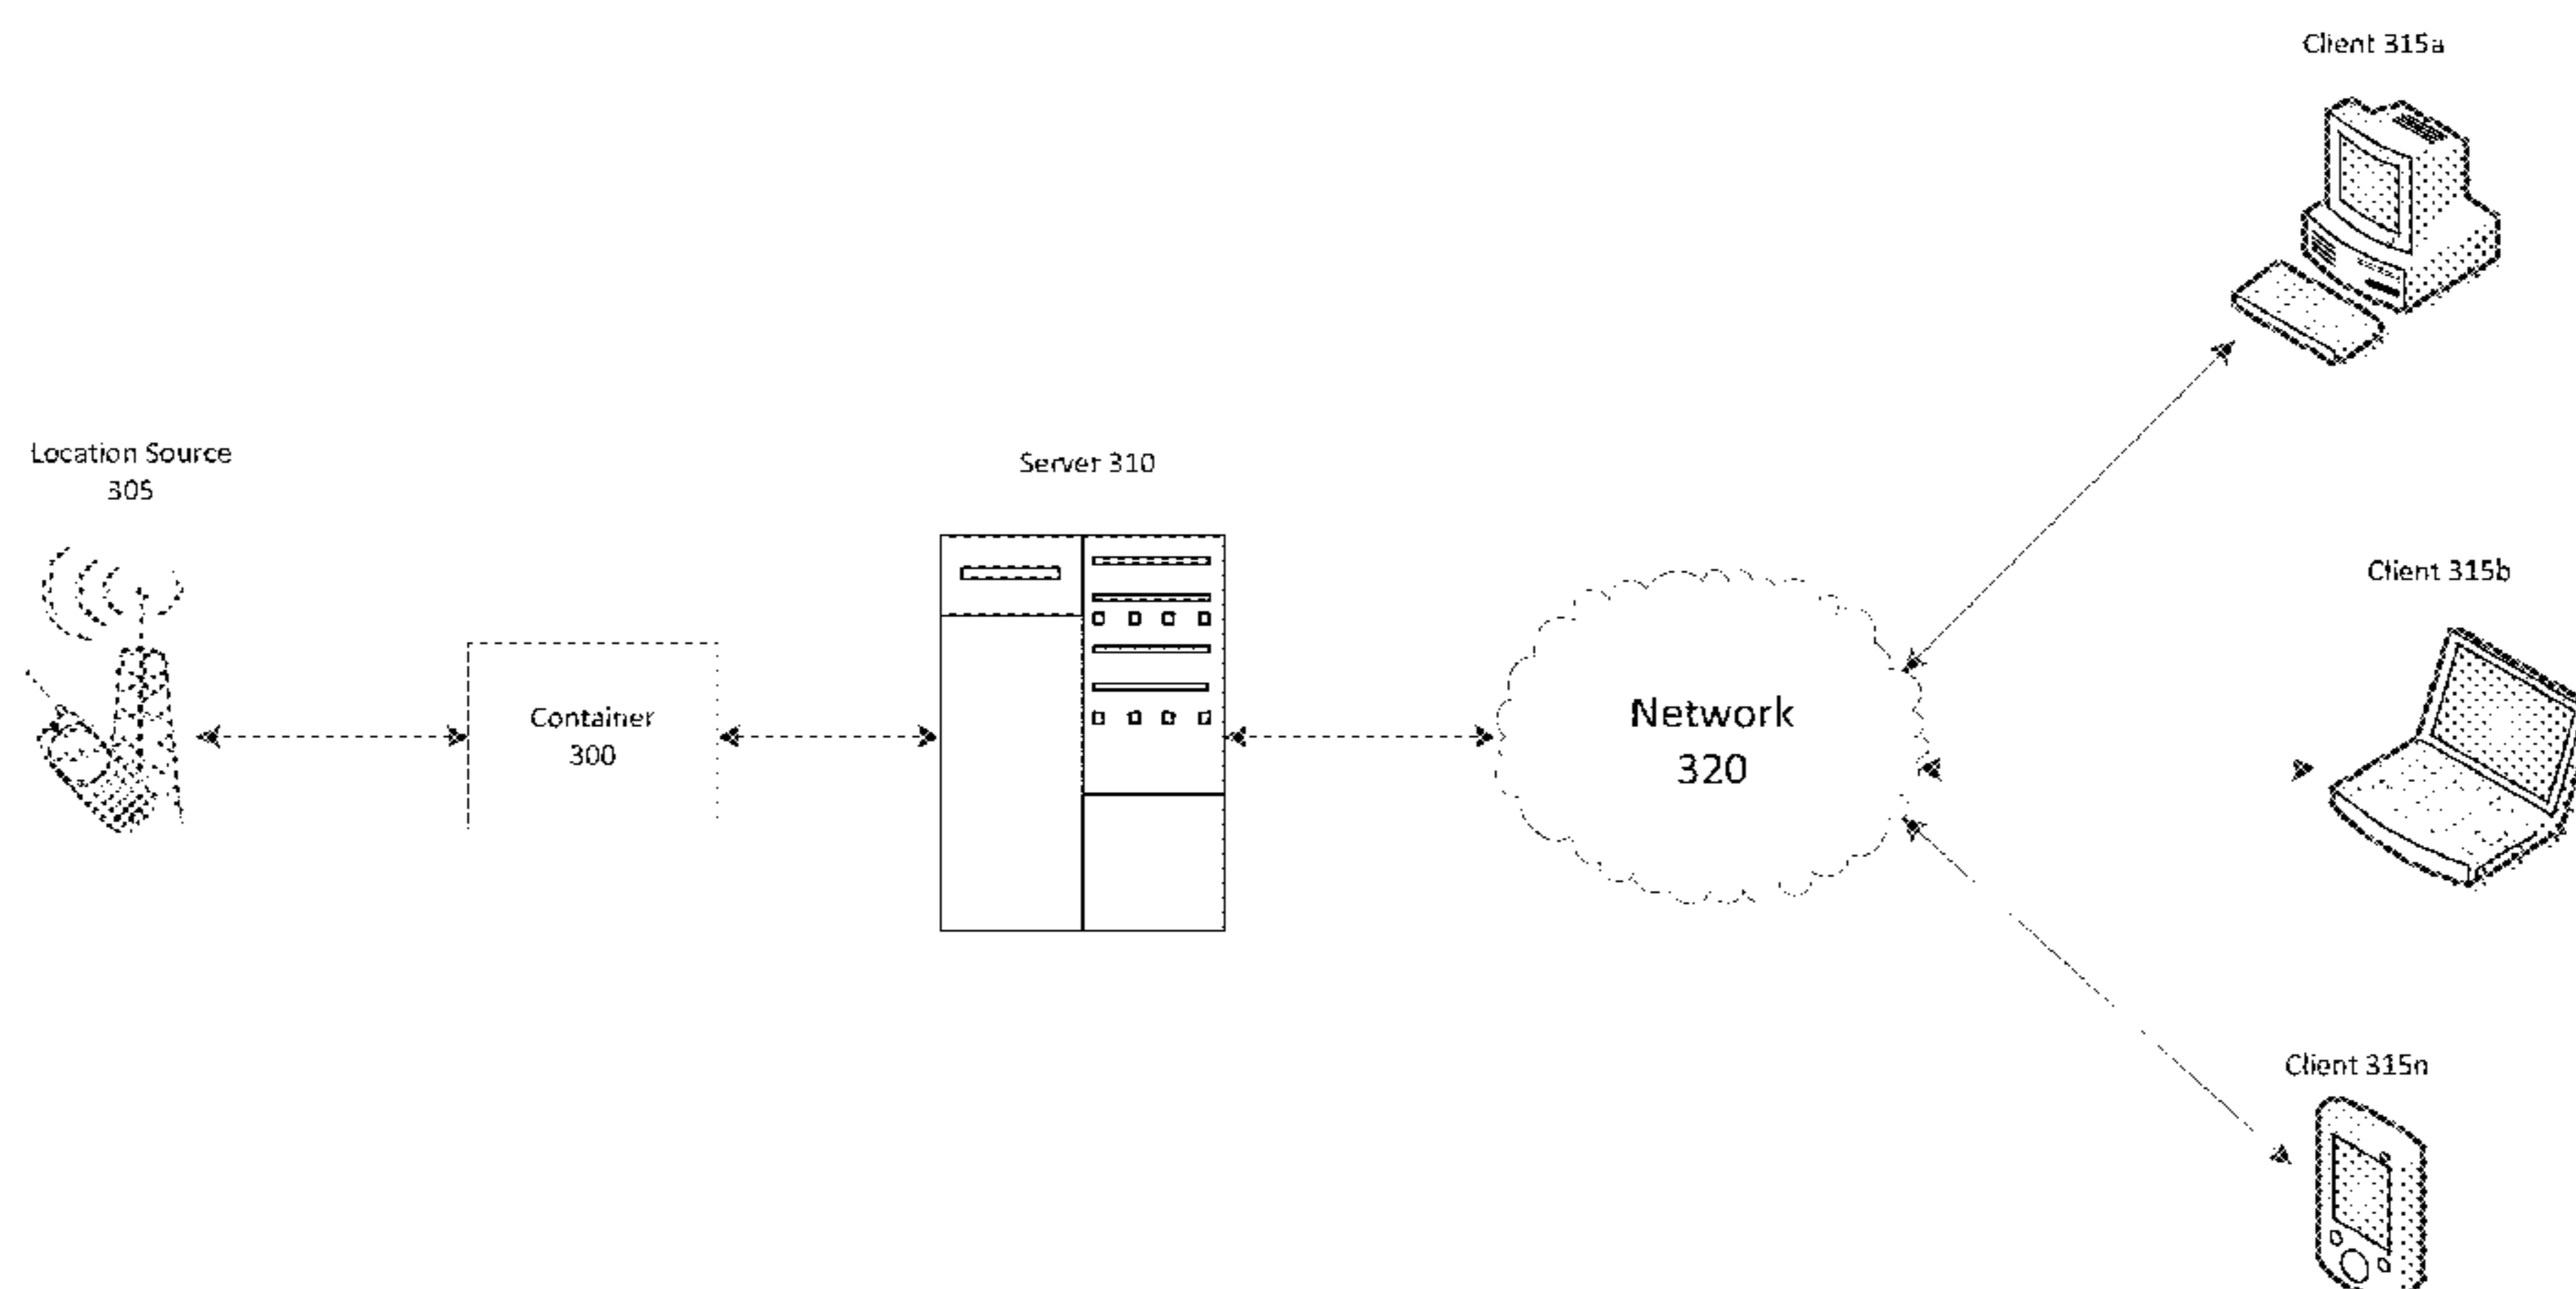 Client 315a
Location Source
305
Server 310
Client 315b
Container
300
Network
320
Client 315n